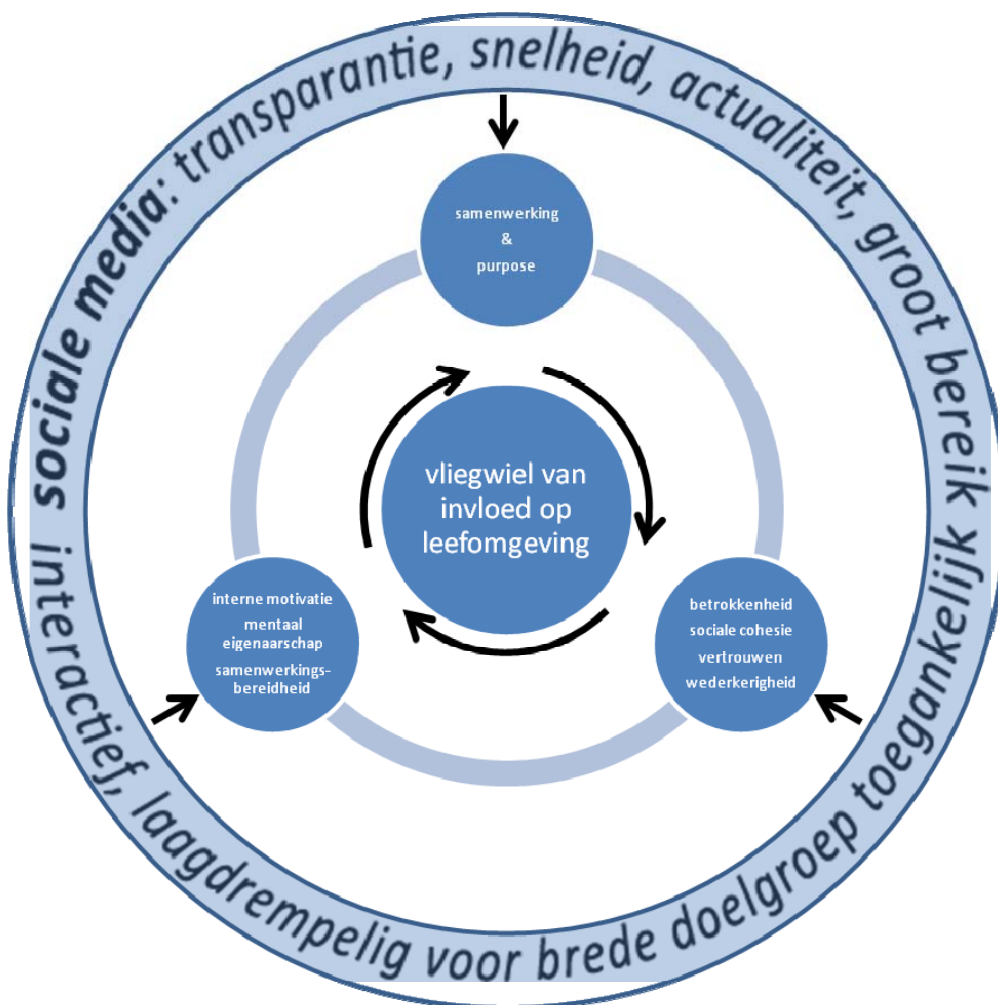 sociale media: transparantie, snelheid, actualiteit, groot bereik
interactief, laagdrempelig voor brede doelgroep toegankelijk
samenwerking
&
purpose
vliegwiel van
invloed op
leefomgeving
interne motivatie
mentaal
eigenaarschap
samenwerkings-
bereidheid
betrokkenheid
sociale cohesie
vertrouwen
wederkerigheid